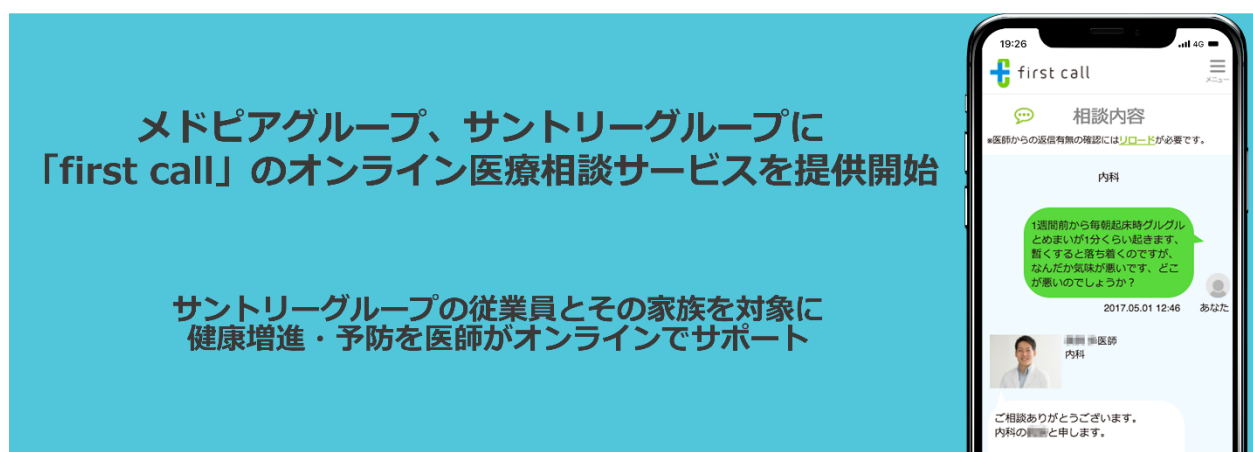 メドピアグループ、サントリーグループに
「first call」のオンライン医療相談サービスを提供開始
サントリーグループの従業員とその家族を対象に
健康増進・予防を医師がオンラインでサポート
19:26
4G
first call
メニュー
相談内容
※医師からの返信有無の確認にはリロードが必要です。
内科
1週間前から毎朝起床時グルグル
とめまいが1分くらい起きます、
暫くすると落ち着くのですが、
なんだか気味が悪いです、どこ
が悪いのでしょうか？
2017.05.01 12:46
あなた
医師
内科
ご相談ありがとうございます。
内科の と申します。